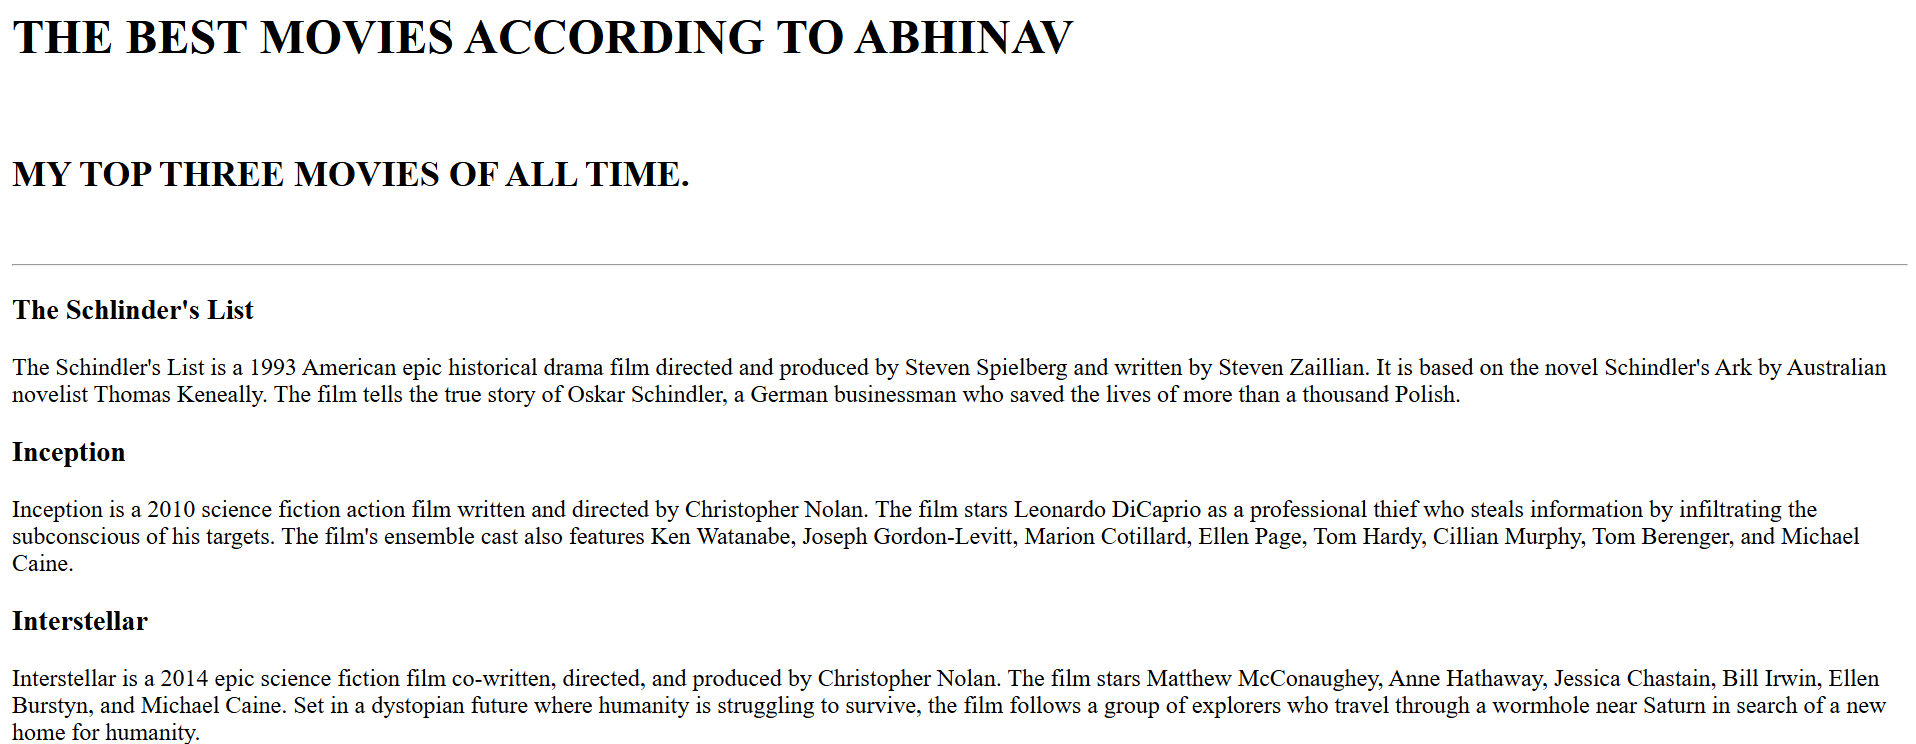 THE BEST MOVIES ACCORDING TO ABHINAV
MY TOP THREE MOVIES OF ALL TIME.
The Schlinder's List
The Schindler's List is a 1993 American epic historical drama film directed and produced by Steven Spielberg and written by Steven Zaillian. It is based on the novel Schindler's Ark by Australian
novelist Thomas Keneally. The film tells the true story of Oskar Schindler, a German businessman who saved the lives of more than a thousand Polish.
Inception
Inception is a 2010 science fiction action film written and directed by Christopher Nolan. The film stars Leonardo DiCaprio as a professional thief who steals information by infiltrating the
subconscious of his targets. The film's ensemble cast also features Ken Watanabe, Joseph Gordon-Levitt, Marion Cotillard, Ellen Page, Tom Hardy, Cillian Murphy, Tom Berenger, and Michael
Caine.
Interstellar
Interstellar is a 2014 epic science fiction film co-written, directed, and produced by Christopher Nolan. The film stars Matthew McConaughey, Anne Hathaway, Jessica Chastain, Bill Irwin, Ellen
Burstyn, and Michael Caine. Set in a dystopian future where humanity is struggling to survive, the film follows a group of explorers who travel through a wormhole near Saturn in search of a new
home for humanity.